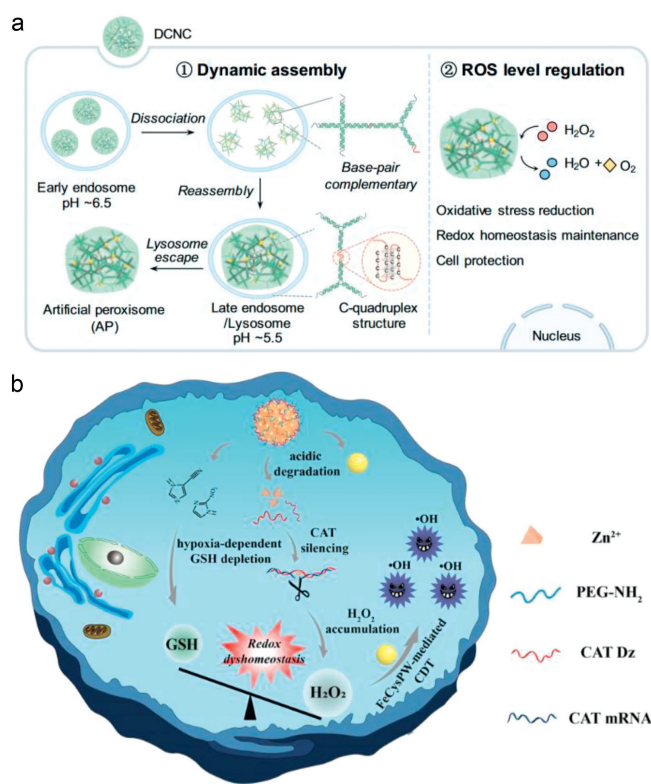 a
DCNC
① Dynamic assembly
Dissociation
Early endosome
pH ~6.5
Base-pair
complementary
Reassembly
Lysosome
escape
Artificial peroxisome
(AP)
Late endosome
/Lysosome
pH ~5.5
C-quadruplex
structure
② ROS level regulation
H₂O₂
H₂O + O₂
Oxidative stress reduction
Redox homeostasis maintenance
Cell protection
Nucleus
b
acidic
degradation
hypoxia-dependent
GSH depletion
CAT
silencing
•OH
•OH
•OH
H₂O₂
accumulation
FeCysPW-mediated
CDT
GSH
Redox
dyshomeostasis
H₂O₂
Zn²⁺
PEG-NH₂
CAT Dz
CAT mRNA